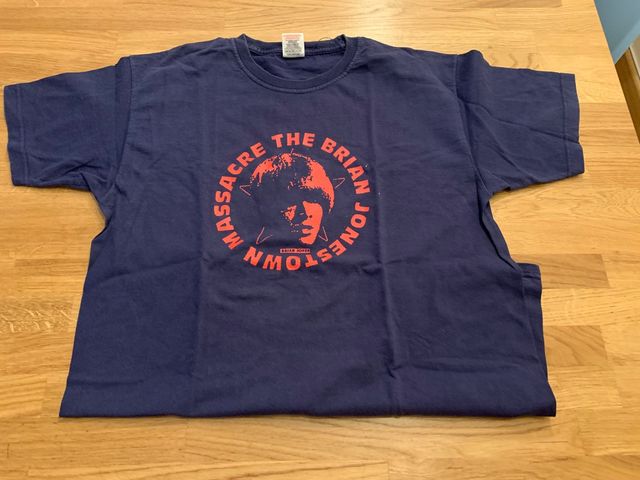 THE BRIAN JONESTOWN MASSACRE
BRIAN JONES